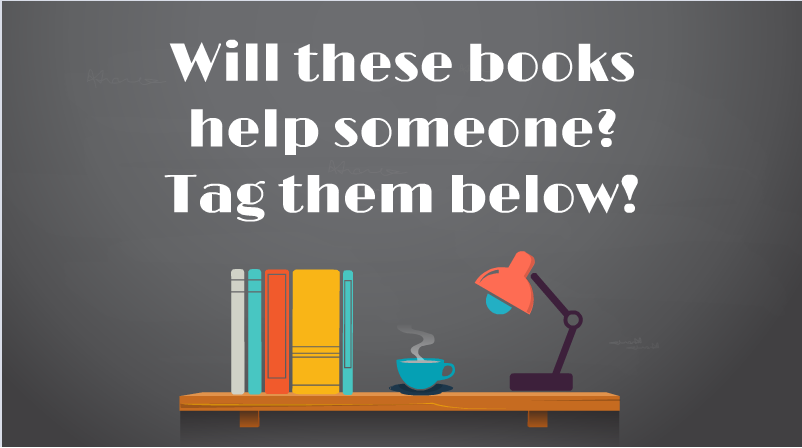 Will these books
help someone?
Tag them below!